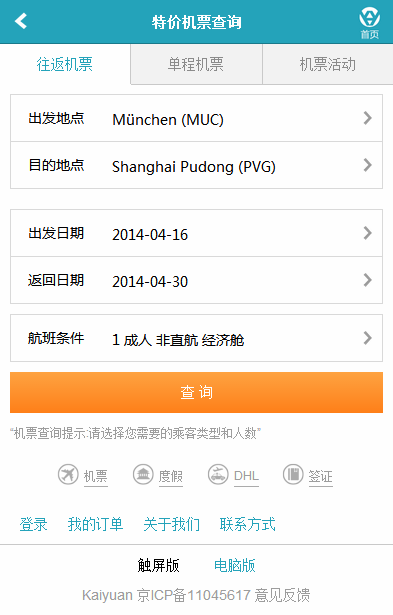 特价机票查询
首页
往返机票 单程机票 机票活动
出发地点 München (MUC)
目的地点 Shanghai Pudong (PVG)
出发日期 2014-04-16
返回日期 2014-04-30
航班条件 1 成人 非直航 经济舱
查 询
“机票查询提示:请选择您需要的乘客类型和人数”
机票 度假 DHL 签证
登录 我的订单 关于我们 联系方式
触屏版 电脑版
Kaiyuan 京ICP备11045617 意见反馈